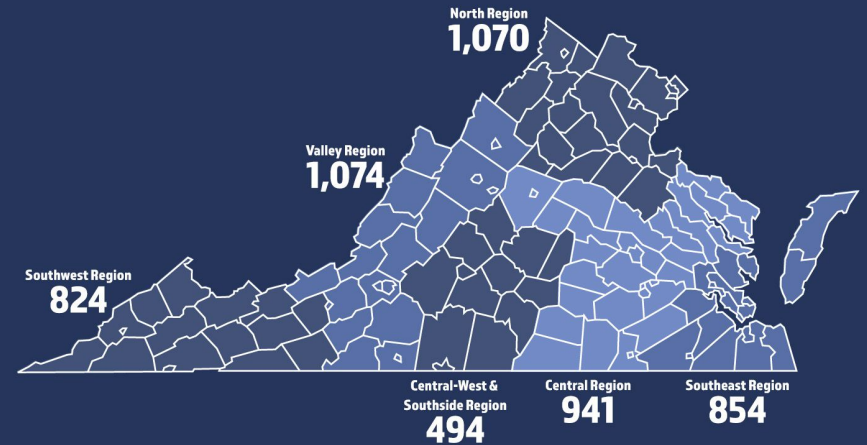 North Region
1,070
Valley Region
1,074
Southwest Region
824
Central-West &
Southside Region
494
Central Region
941
Southeast Region
854